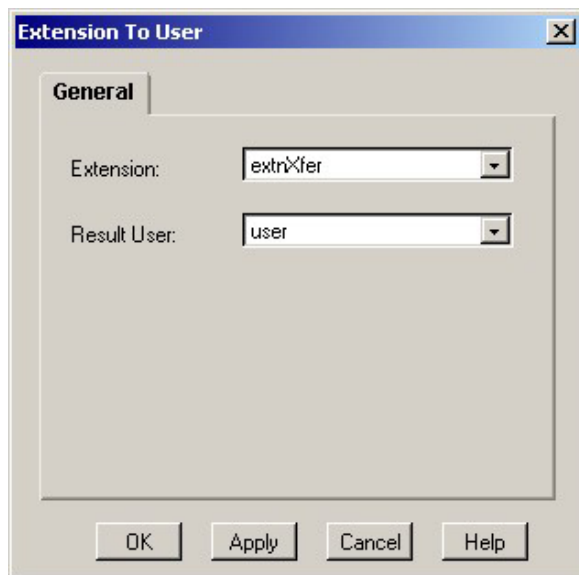 Extension To User
General
Extension: extnXfer
Result User: user
OK Apply Cancel Help